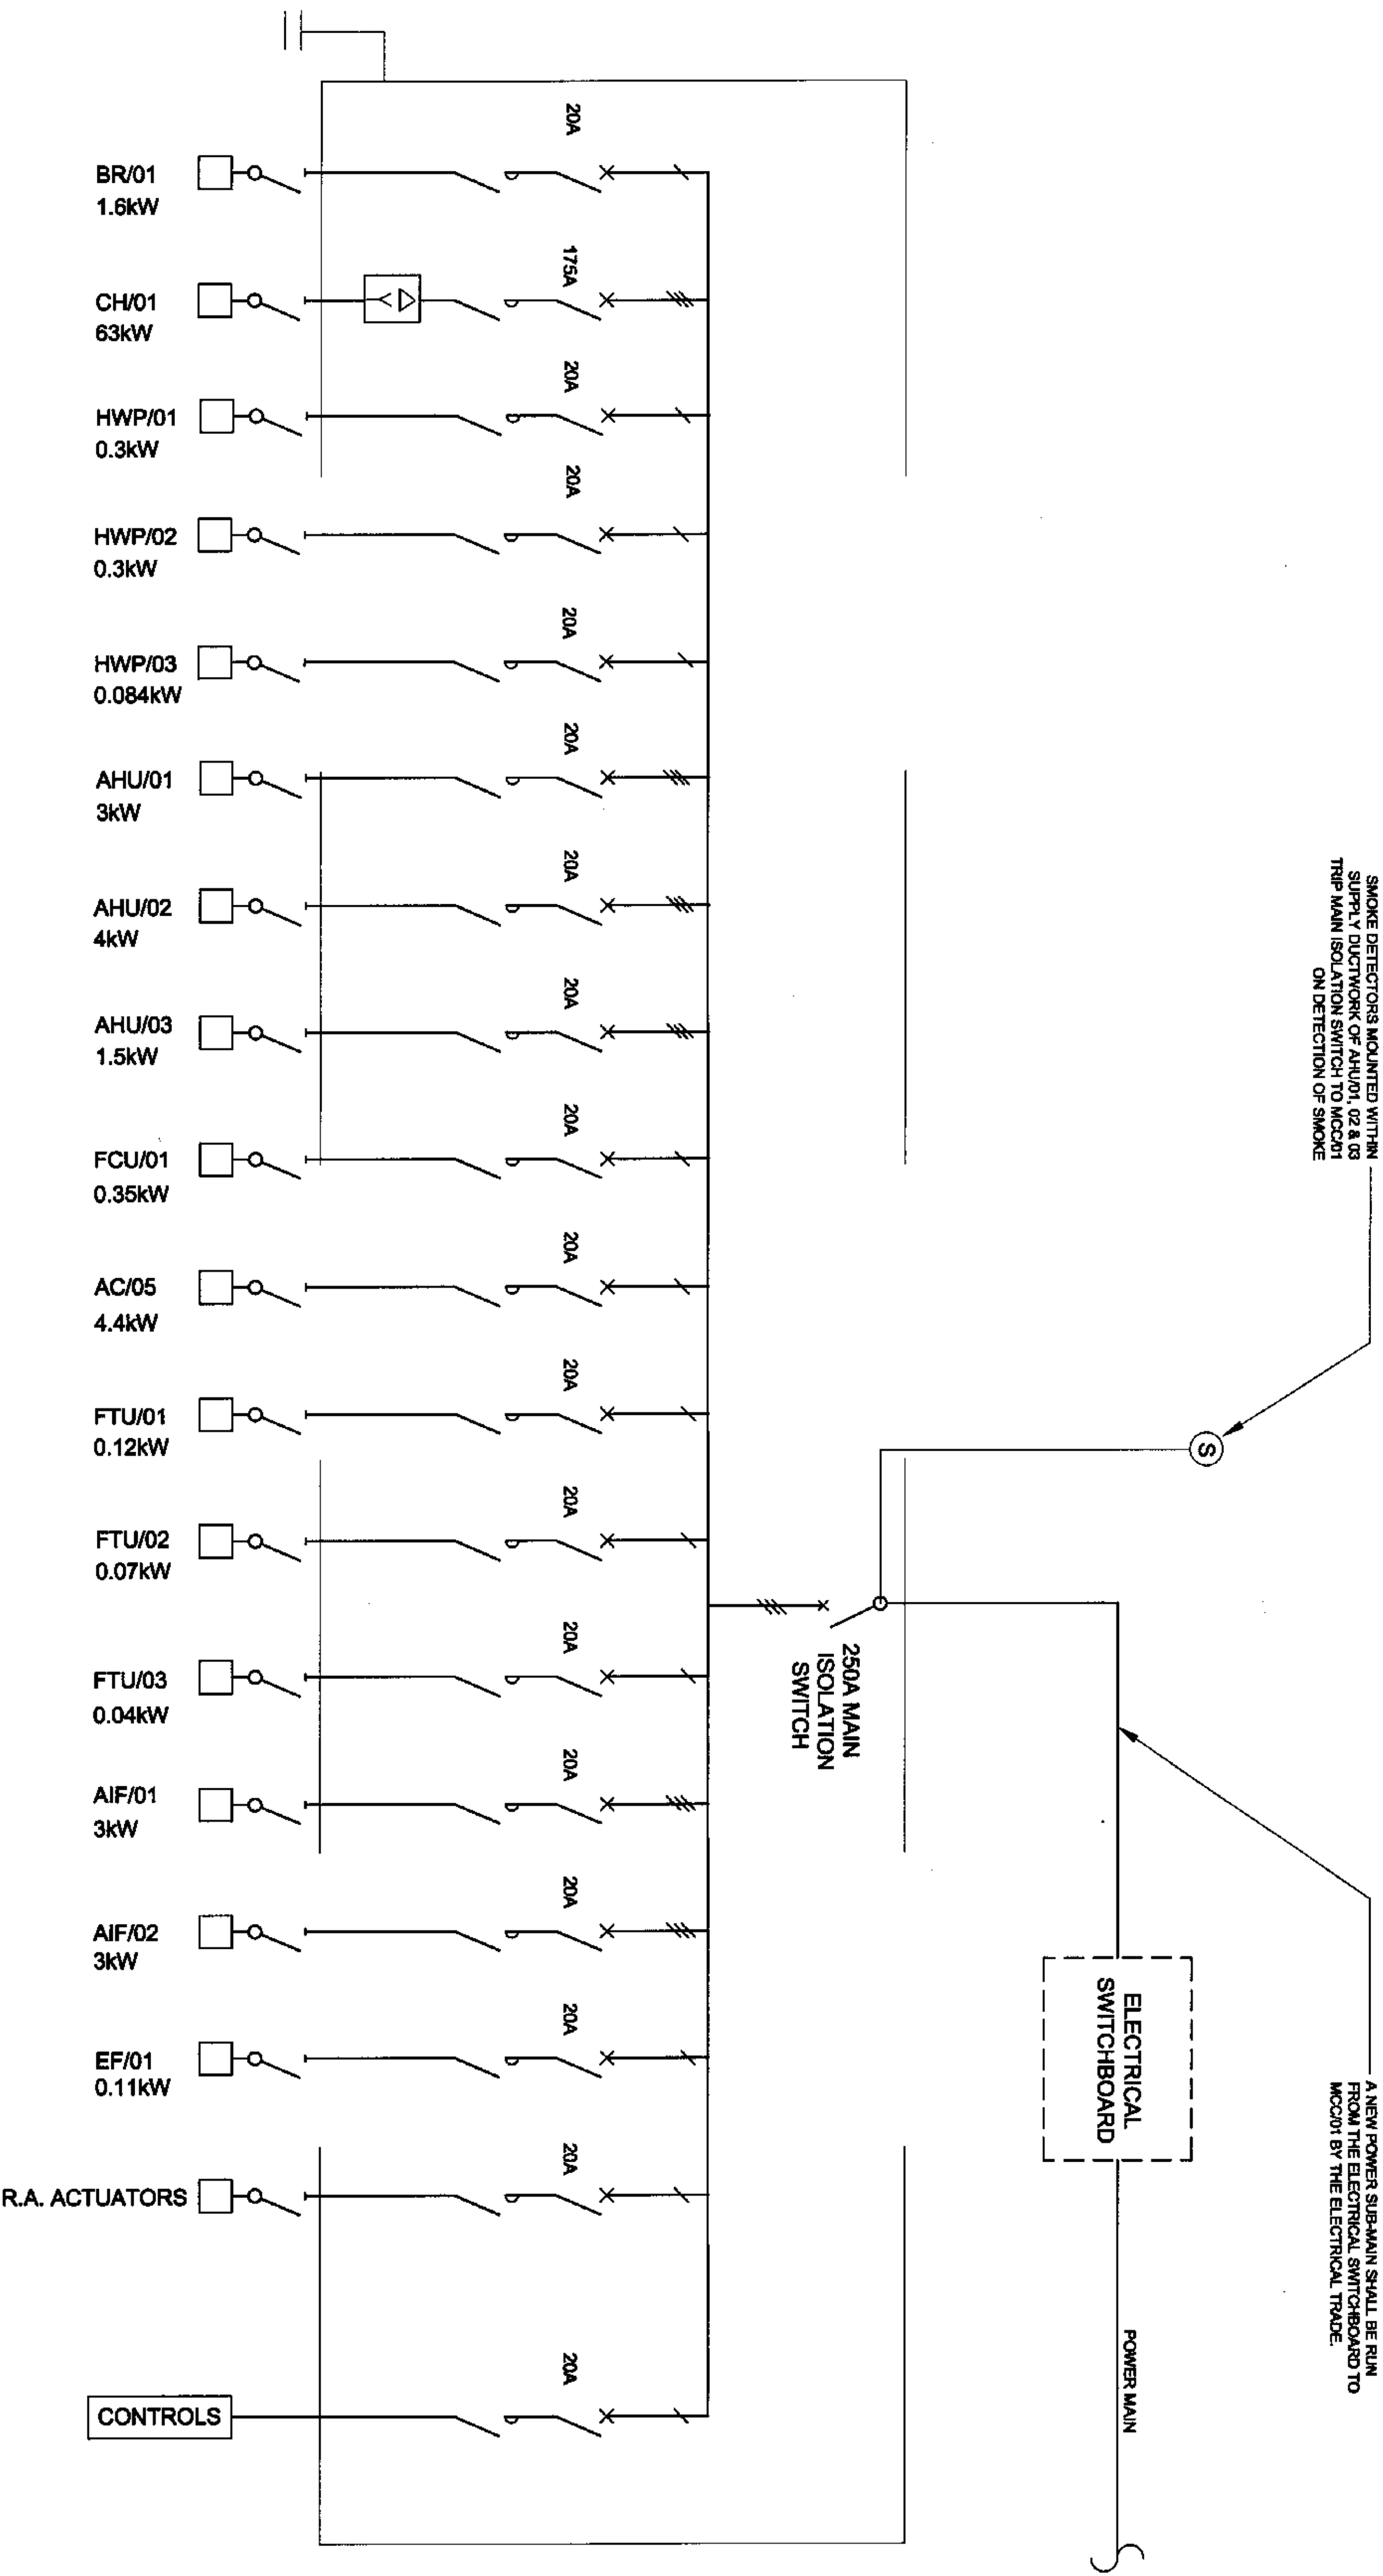 SMOKE DETECTORS MOUNTED WITHIN
SUPPLY DUCTWORK OF AHU/01, 02 & 03
TRIP MAIN ISOLATION SWITCH TO MCC/01
ON DETECTION OF SMOKE
S
A NEW POWER SUB-MAIN SHALL BE RUN
FROM THE ELECTRICAL SWITCHBOARD TO
MCC/01 BY THE ELECTRICAL TRADE.
ELECTRICAL
SWITCHBOARD
POWER MAIN
250A MAIN
ISOLATION
SWITCH
20A
BR/01
1.6kW
175A
CH/01
63kW
20A
HWP/01
0.3kW
20A
HWP/02
0.3kW
20A
HWP/03
0.084kW
20A
AHU/01
3kW
20A
AHU/02
4kW
20A
AHU/03
1.5kW
20A
FCU/01
0.35kW
20A
AC/05
4.4kW
20A
FTU/01
0.12kW
20A
FTU/02
0.07kW
20A
FTU/03
0.04kW
20A
AIF/01
3kW
20A
AIF/02
3kW
20A
EF/01
0.11kW
20A
R.A. ACTUATORS
20A
CONTROLS